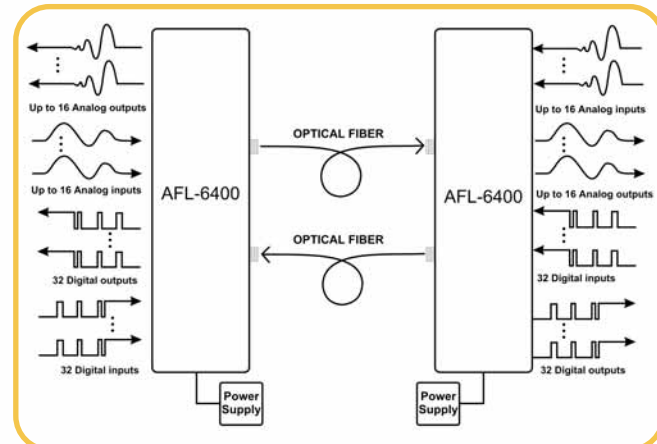 Up to 16 Analog outputs
Up to 16 Analog inputs
32 Digital outputs
32 Digital inputs
AFL-6400
Power
Supply
OPTICAL FIBER
OPTICAL FIBER
AFL-6400
Power
Supply
Up to 16 Analog inputs
Up to 16 Analog outputs
32 Digital inputs
32 Digital outputs